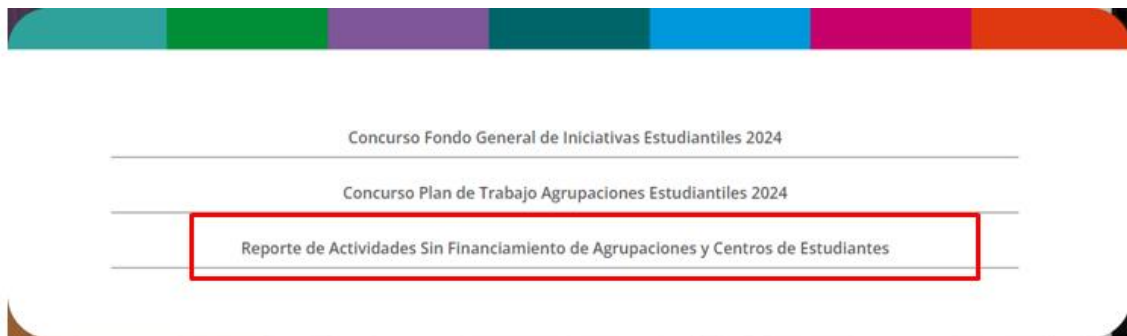 Concurso Fondo General de Iniciativas Estudiantiles 2024
Concurso Plan de Trabajo Agrupaciones Estudiantiles 2024
Reporte de Actividades Sin Financiamiento de Agrupaciones y Centros de Estudiantes